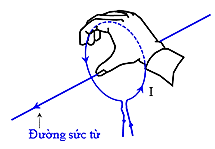 I
Đường sức từ